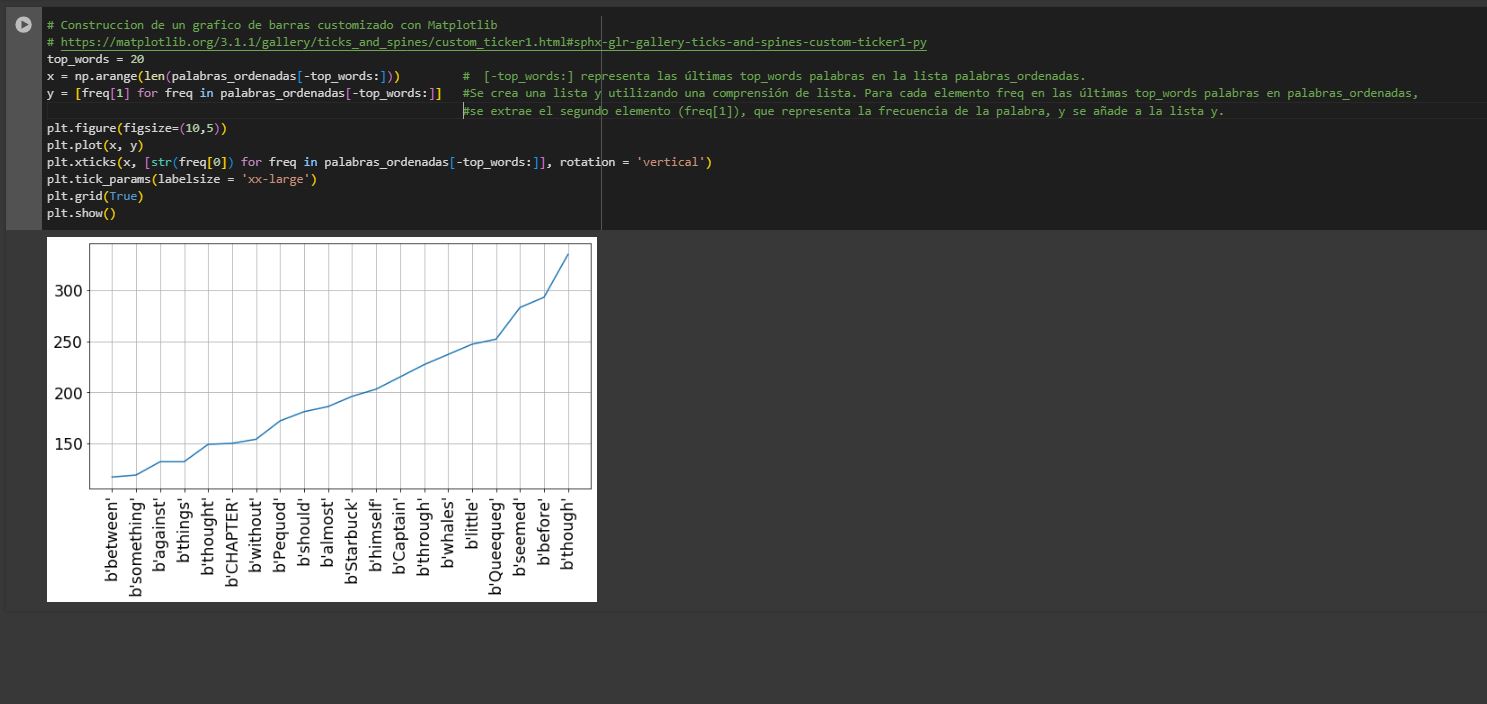 # Construccion de un grafico de barras customizado con Matplotlib
# https://matplotlib.org/3.1.1/gallery/ticks_and_spines/custom_ticker1.html#sphx-glr-gallery-ticks-and-spines-custom-ticker1-py
top_words = 20
x = np.arange(len(palabras_ordenadas[-top_words:])) # [-top_words:] representa las últimas top_words palabras en la lista palabras_ordenadas.
y = [freq[1] for freq in palabras_ordenadas[-top_words:]] #Se crea una lista y utilizando una comprensión de lista. Para cada elemento freq en las últimas top_words palabras en palabras_ordenadas,
#se extrae el segundo elemento (freq[1]), que representa la frecuencia de la palabra, y se añade a la lista y.
plt.figure(figsize=(10,5))
plt.plot(x, y)
plt.xticks(x, [str(freq[0]) for freq in palabras_ordenadas[-top_words:]], rotation = 'vertical')
plt.tick_params(labelsize = 'xx-large')
plt.grid(True)
plt.show()
300
250
200
150
b'between'
b'something'
b'against'
b'things'
b'thought'
b'CHAPTER'
b'without'
b'Pequod'
b'should'
b'almost'
b'Starbuck'
b'himself'
b'Captain'
b'through'
b'whales'
b'little'
b'Queequeg'
b'seemed'
b'before'
b'though'